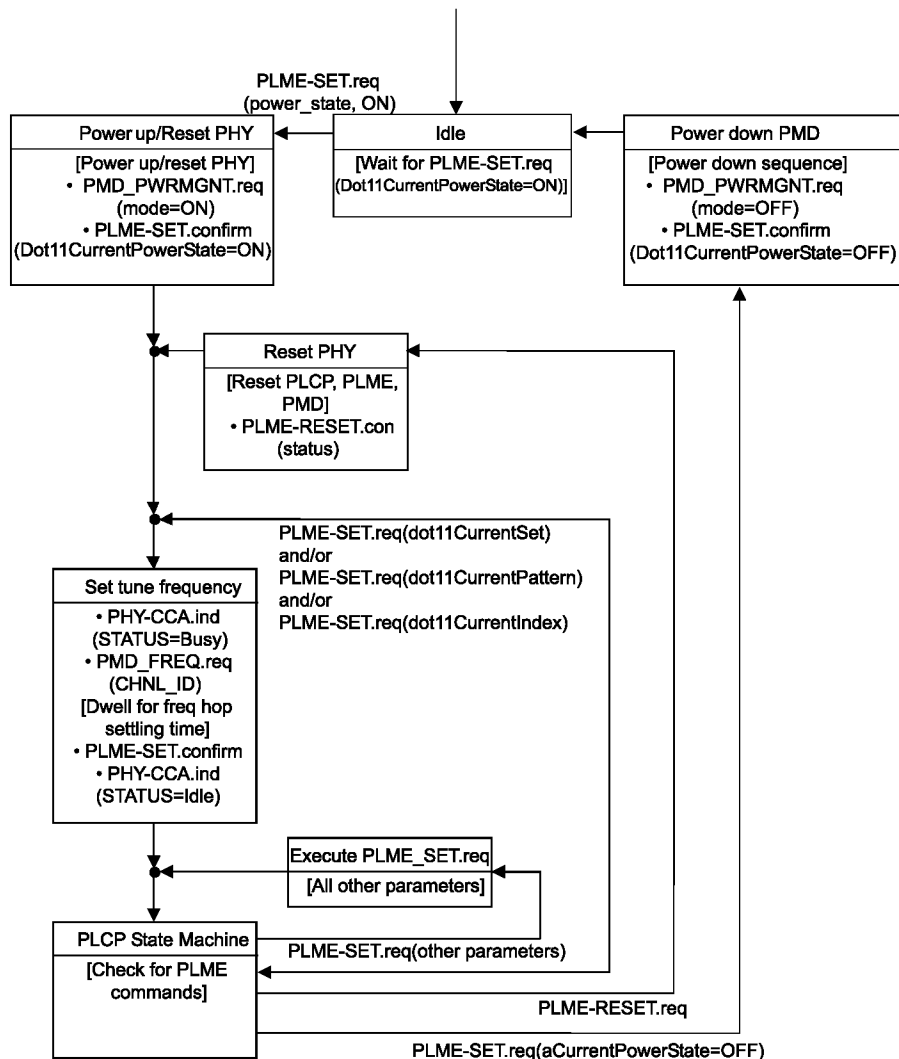 PLME-SET.req
(power_state, ON)
Power up/Reset PHY
[Power up/reset PHY]
• PMD_PWRMGNT.req
(mode=ON)
• PLME-SET.confirm
(Dot11CurrentPowerState=ON)
Idle
[Wait for PLME-SET.req
(Dot11CurrentPowerState=ON)]
Power down PMD
[Power down sequence]
• PMD_PWRMGNT.req
(mode=OFF)
• PLME-SET.confirm
(Dot11CurrentPowerState=OFF)
Reset PHY
[Reset PLCP, PLME,
PMD]
• PLME-RESET.con
(status)
PLME-SET.req(dot11CurrentSet)
and/or
PLME-SET.req(dot11CurrentPattern)
and/or
PLME-SET.req(dot11CurrentIndex)
Set tune frequency
• PHY-CCA.ind
(STATUS=Busy)
• PMD_FREQ.req
(CHNL_ID)
[Dwell for freq hop
settling time]
• PLME-SET.confirm
• PHY-CCA.ind
(STATUS=Idle)
Execute PLME_SET.req
[All other parameters]
PLCP State Machine
[Check for PLME
commands]
PLME-SET.req(other parameters)
PLME-RESET.req
PLME-SET.req(aCurrentPowerState=OFF)